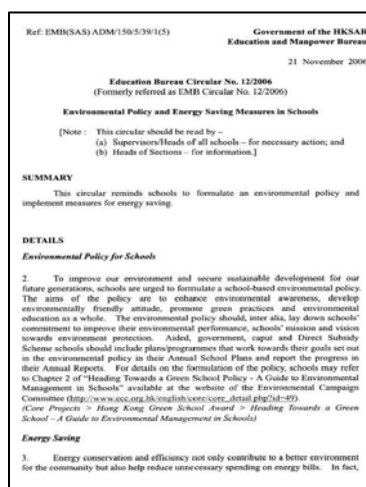 Ref: EMB(SAS) ADM/150/5/39/1(5)
Government of the HKSAR
Education and Manpower Bureau
21 November 2006
Education Bureau Circular No. 12/2006
(Formerly referred as EMB Circular No. 12/2006)
Environmental Policy and Energy Saving Measures in Schools
[Note : This circular should be read by –
(a) Supervisors/Heads of all schools – for necessary action; and
(b) Heads of Sections – for information.]
SUMMARY
This circular reminds schools to formulate an environmental policy and
implement measures for energy saving.
DETAILS
Environmental Policy for Schools
2. To improve our environment and secure sustainable development for our
future generations, schools are urged to formulate a school-based environmental policy.
The aims of the policy are to enhance environmental awareness, develop
environmentally friendly attitude, promote green practices and environmental
education as a whole. The environmental policy should, inter alia, lay down schools'
commitment to improve their environmental performance, schools' mission and vision
towards environment protection. Aided, government, caput and Direct Subsidy
Scheme schools should include plans/programmes that work towards their goals set out
in the environmental policy in their Annual School Plans and report the progress in
their Annual Reports. For details on the formulation of the policy, schools may refer
to Chapter 2 of "Heading Towards a Green School Policy - A Guide to Environmental
Management in Schools" available at the website of the Environmental Campaign
Committee (http://www.ecc.org.hk/english/core/core_detail.php?id=49).
(Core Projects > Hong Kong Green School Award > Heading Towards a Green
School – A Guide to Environmental Management in Schools)
Energy Saving
3. Energy conservation and efficiency not only contribute to a better environment
for the community but also help reduce unnecessary spending on energy bills. In fact,